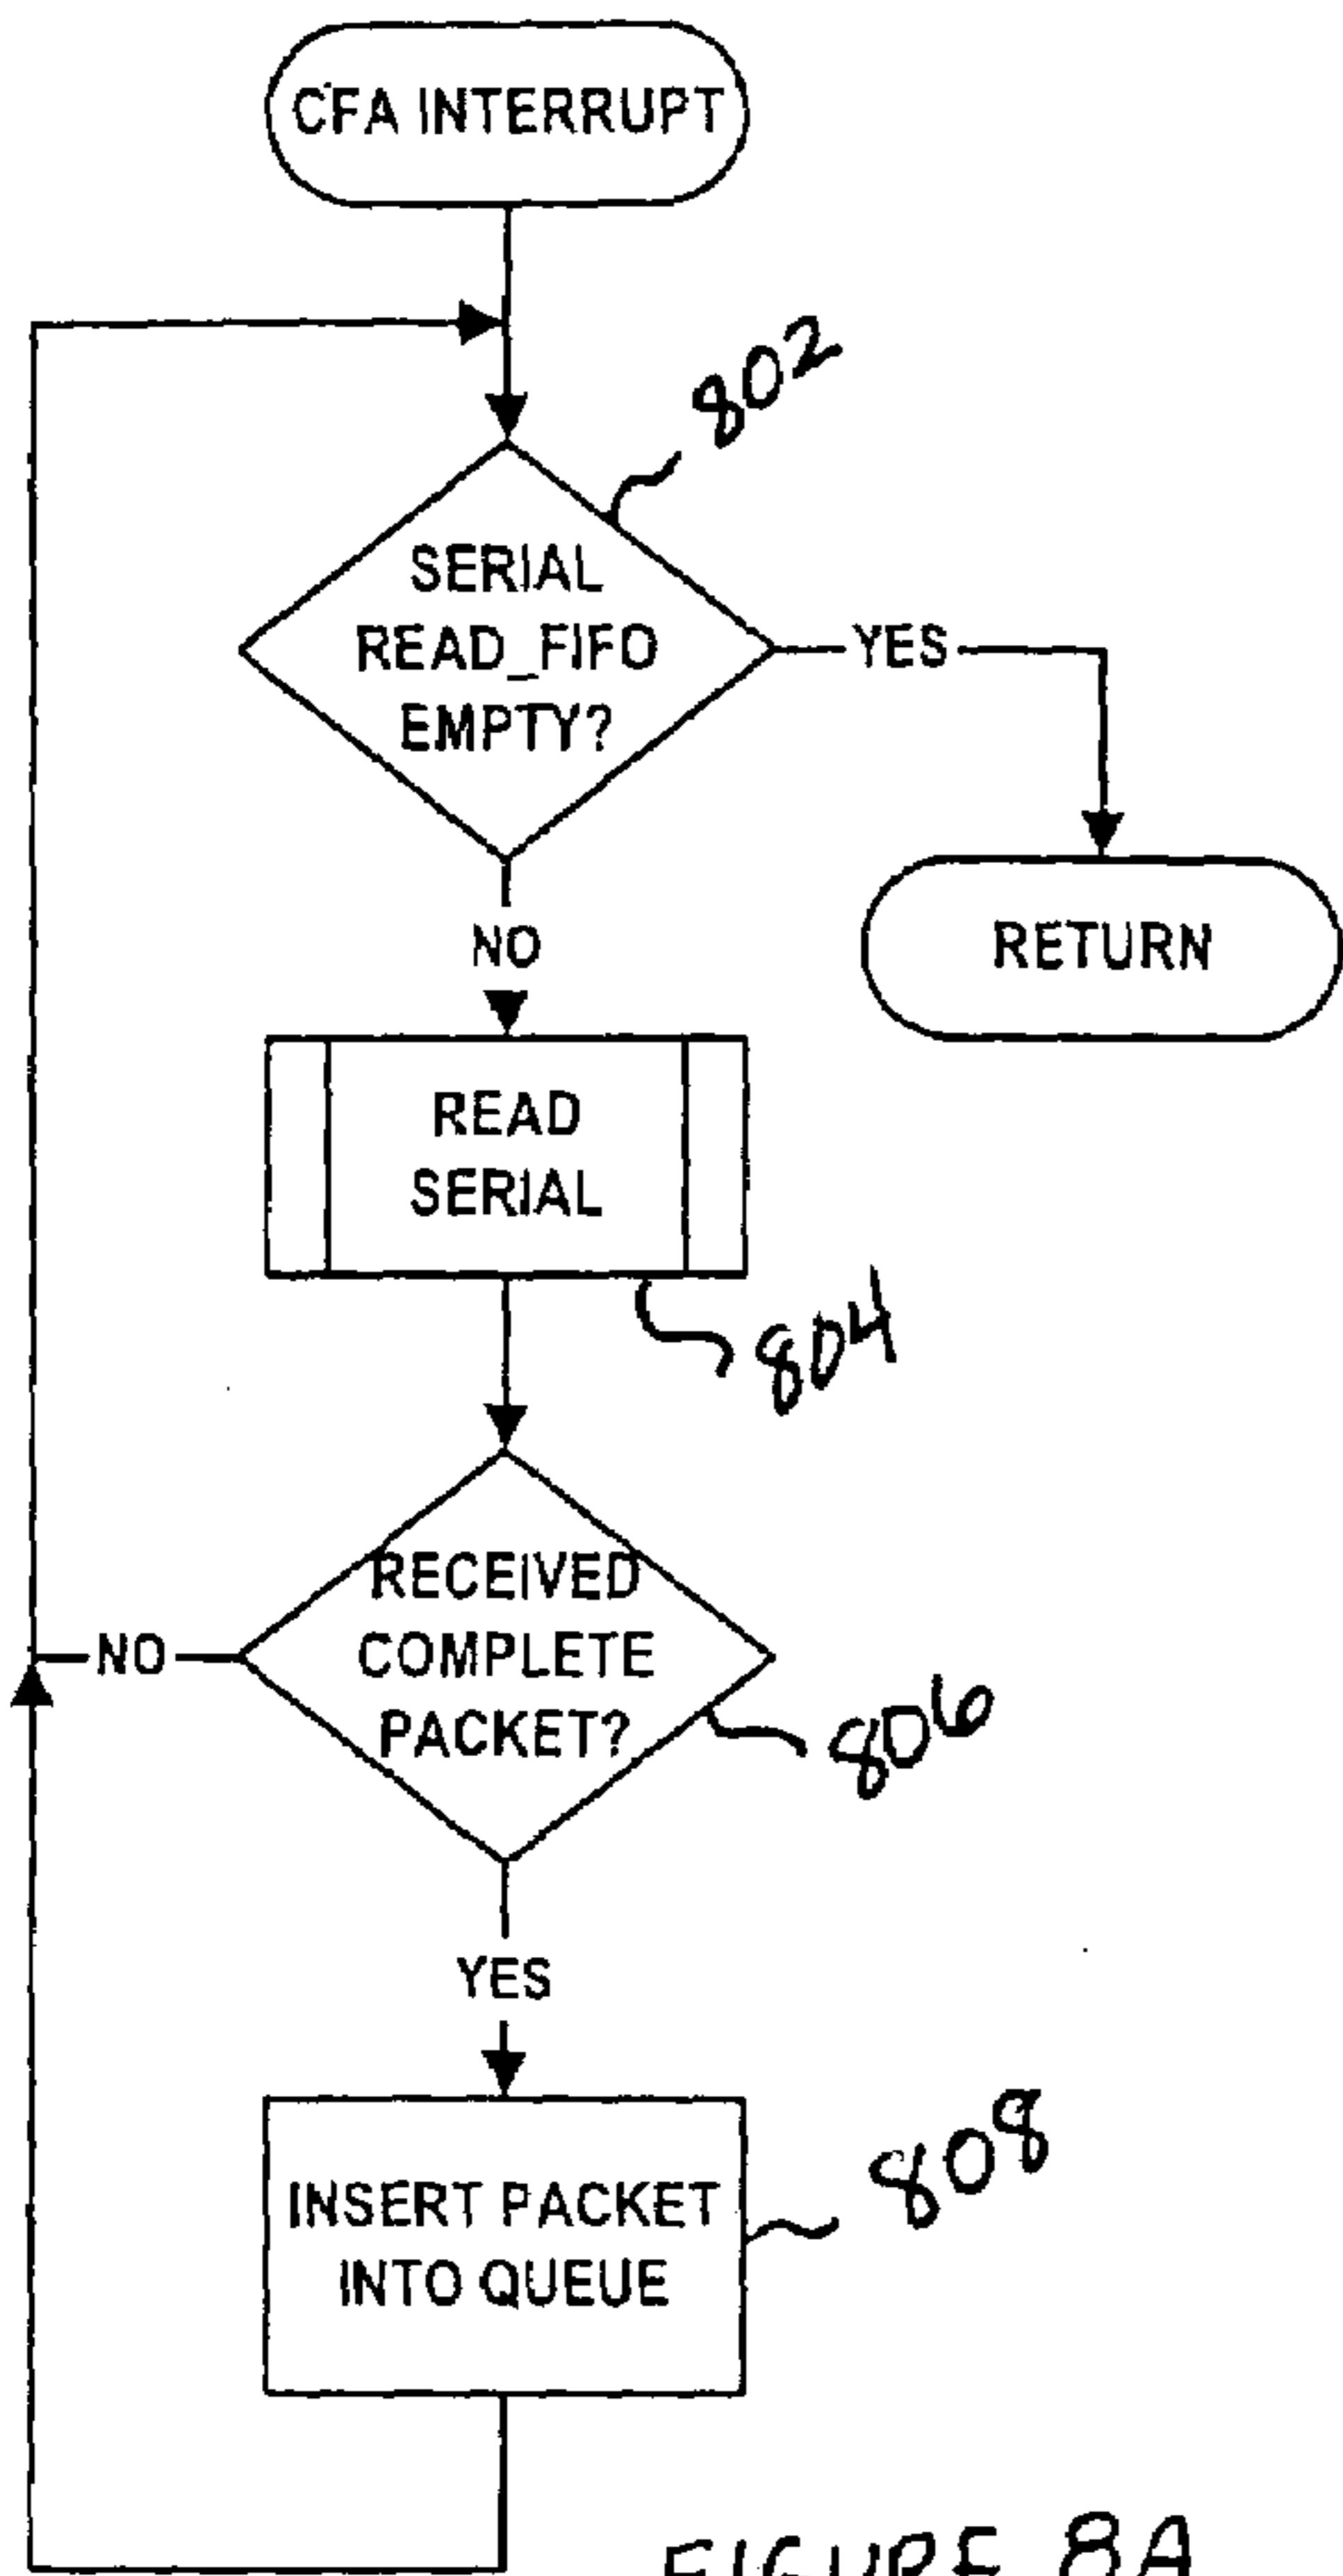 CFA INTERRUPT
802
SERIAL
READ_FIFO
EMPTY?
YES
NO
RETURN
READ
SERIAL
804
RECEIVED
COMPLETE
PACKET?
NO
806
YES
INSERT PACKET
INTO QUEUE
808
FIGURE 8A